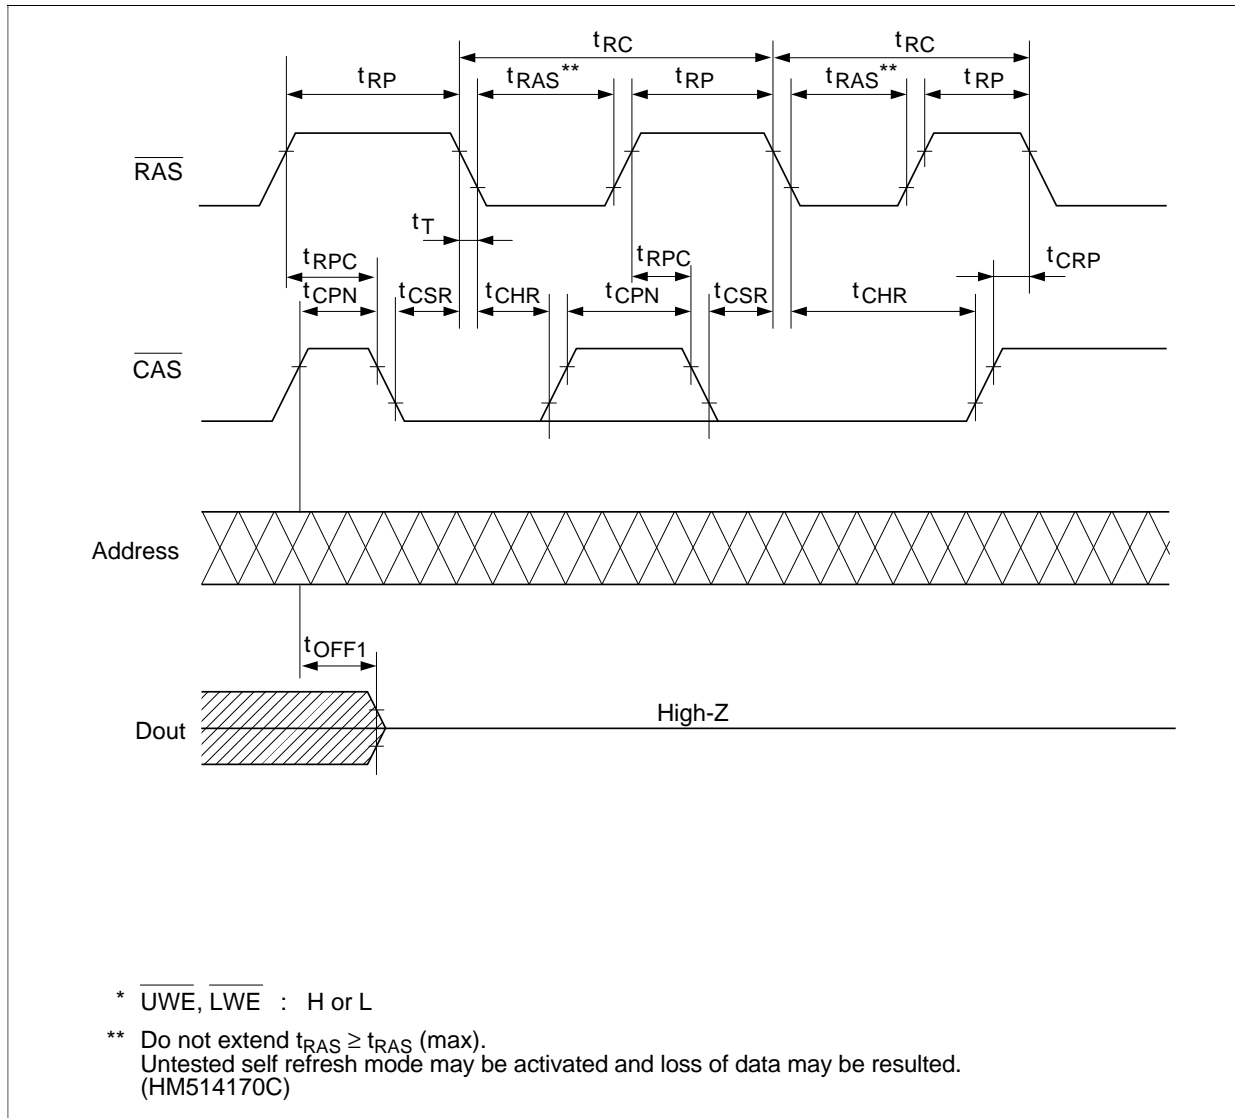 tRC tRC
tRP tRAS** tRP tRAS** tRP
RAS
tT
tRPC tRPC tCRP
tCPN tCSR tCHR tCPN tCSR tCHR
CAS
Address
tOFF1
High-Z
Dout
* UWE, LWE : H or L
** Do not extend tRAS ≥ tRAS (max).
Untested self refresh mode may be activated and loss of data may be resulted.
(HM514170C)